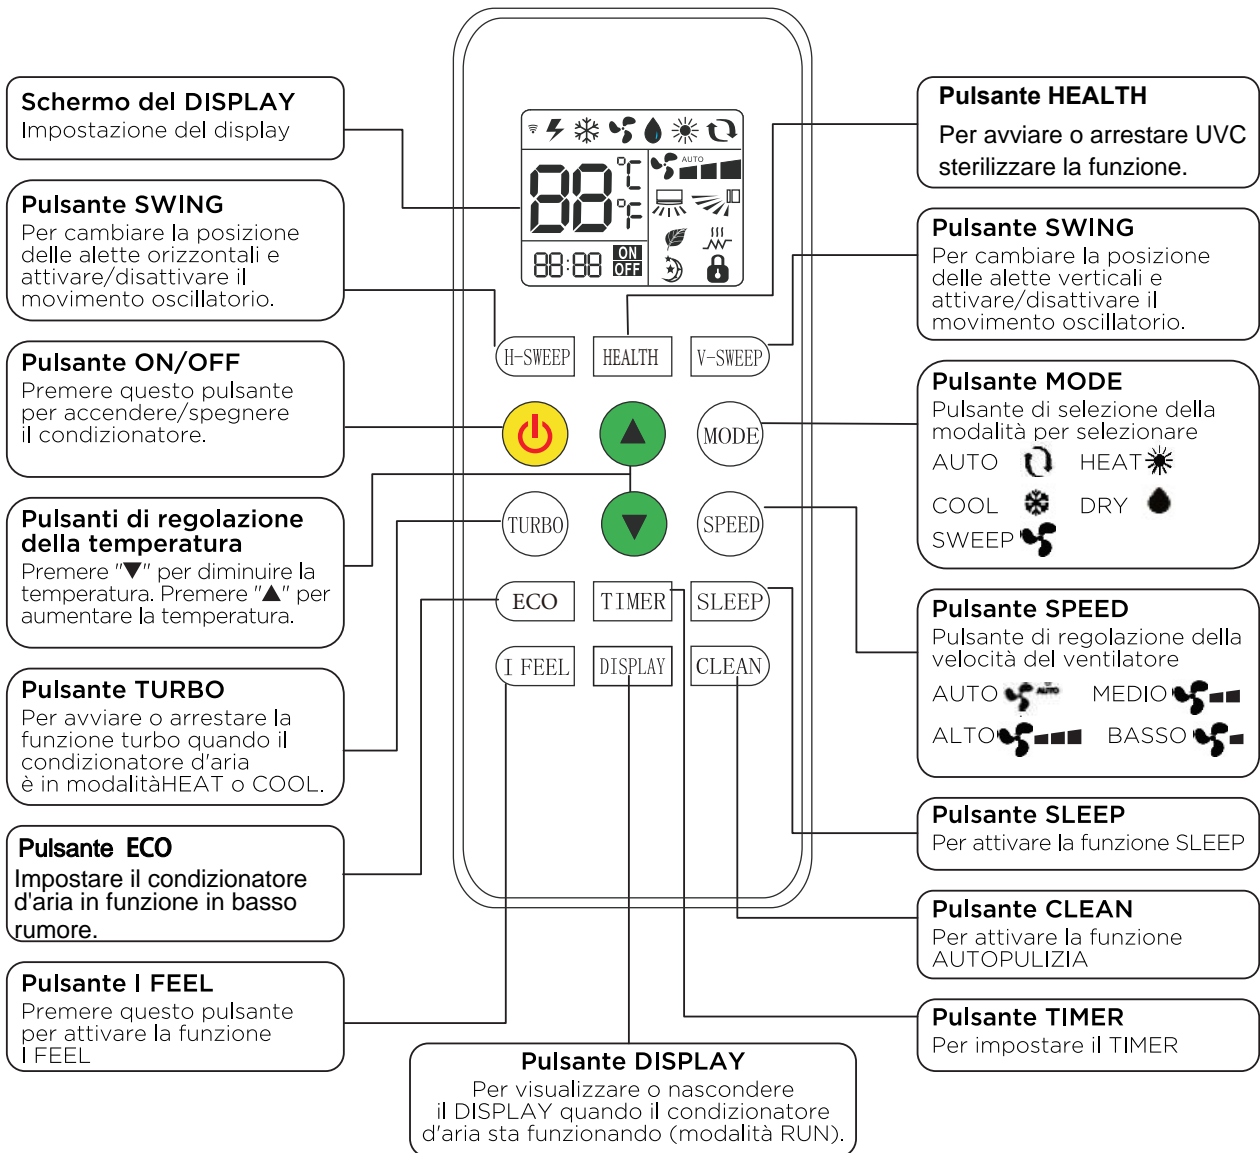 Schermo del DISPLAY
Impostazione del display
Pulsante SWING
Per cambiare la posizione
delle alette orizzontali e
attivare/disattivare il
movimento oscillatorio.
Pulsante ON/OFF
Premere questo pulsante
per accendere/spegnere
il condizionatore.
Pulsanti di regolazione
della temperatura
Premere "▼" per diminuire la
temperatura. Premere "▲" per
aumentare la temperatura.
Pulsante TURBO
Per avviare o arrestare la
funzione turbo quando il
condizionatore d'aria
è in modalitàHEAT o COOL.
Pulsante ECO
Impostare il condizionatore
d'aria in funzione in basso
rumore.
Pulsante I FEEL
Premere questo pulsante
per attivare la funzione
I FEEL
AUTO
88 °C
°F
88:88 ON
OFF
H-SWEEP HEALTH V-SWEEP
MODE
TURBO SPEED
ECO TIMER SLEEP
I FEEL DISPLAY CLEAN
Pulsante DISPLAY
Per visualizzare o nascondere
il DISPLAY quando il condizionatore
d'aria sta funzionando (modalità RUN).
Pulsante HEALTH
Per avviare o arrestare UVC
sterilizzare la funzione.
Pulsante SWING
Per cambiare la posizione
delle alette verticali e
attivare/disattivare il
movimento oscillatorio.
Pulsante MODE
Pulsante di selezione della
modalità per selezionare
AUTO HEAT
COOL DRY
SWEEP
Pulsante SPEED
Pulsante di regolazione della
velocità del ventilatore
AUTO AUTO MEDIO
ALTO BASSO
Pulsante SLEEP
Per attivare la funzione SLEEP
Pulsante CLEAN
Per attivare la funzione
AUTOPULIZIA
Pulsante TIMER
Per impostare il TIMER